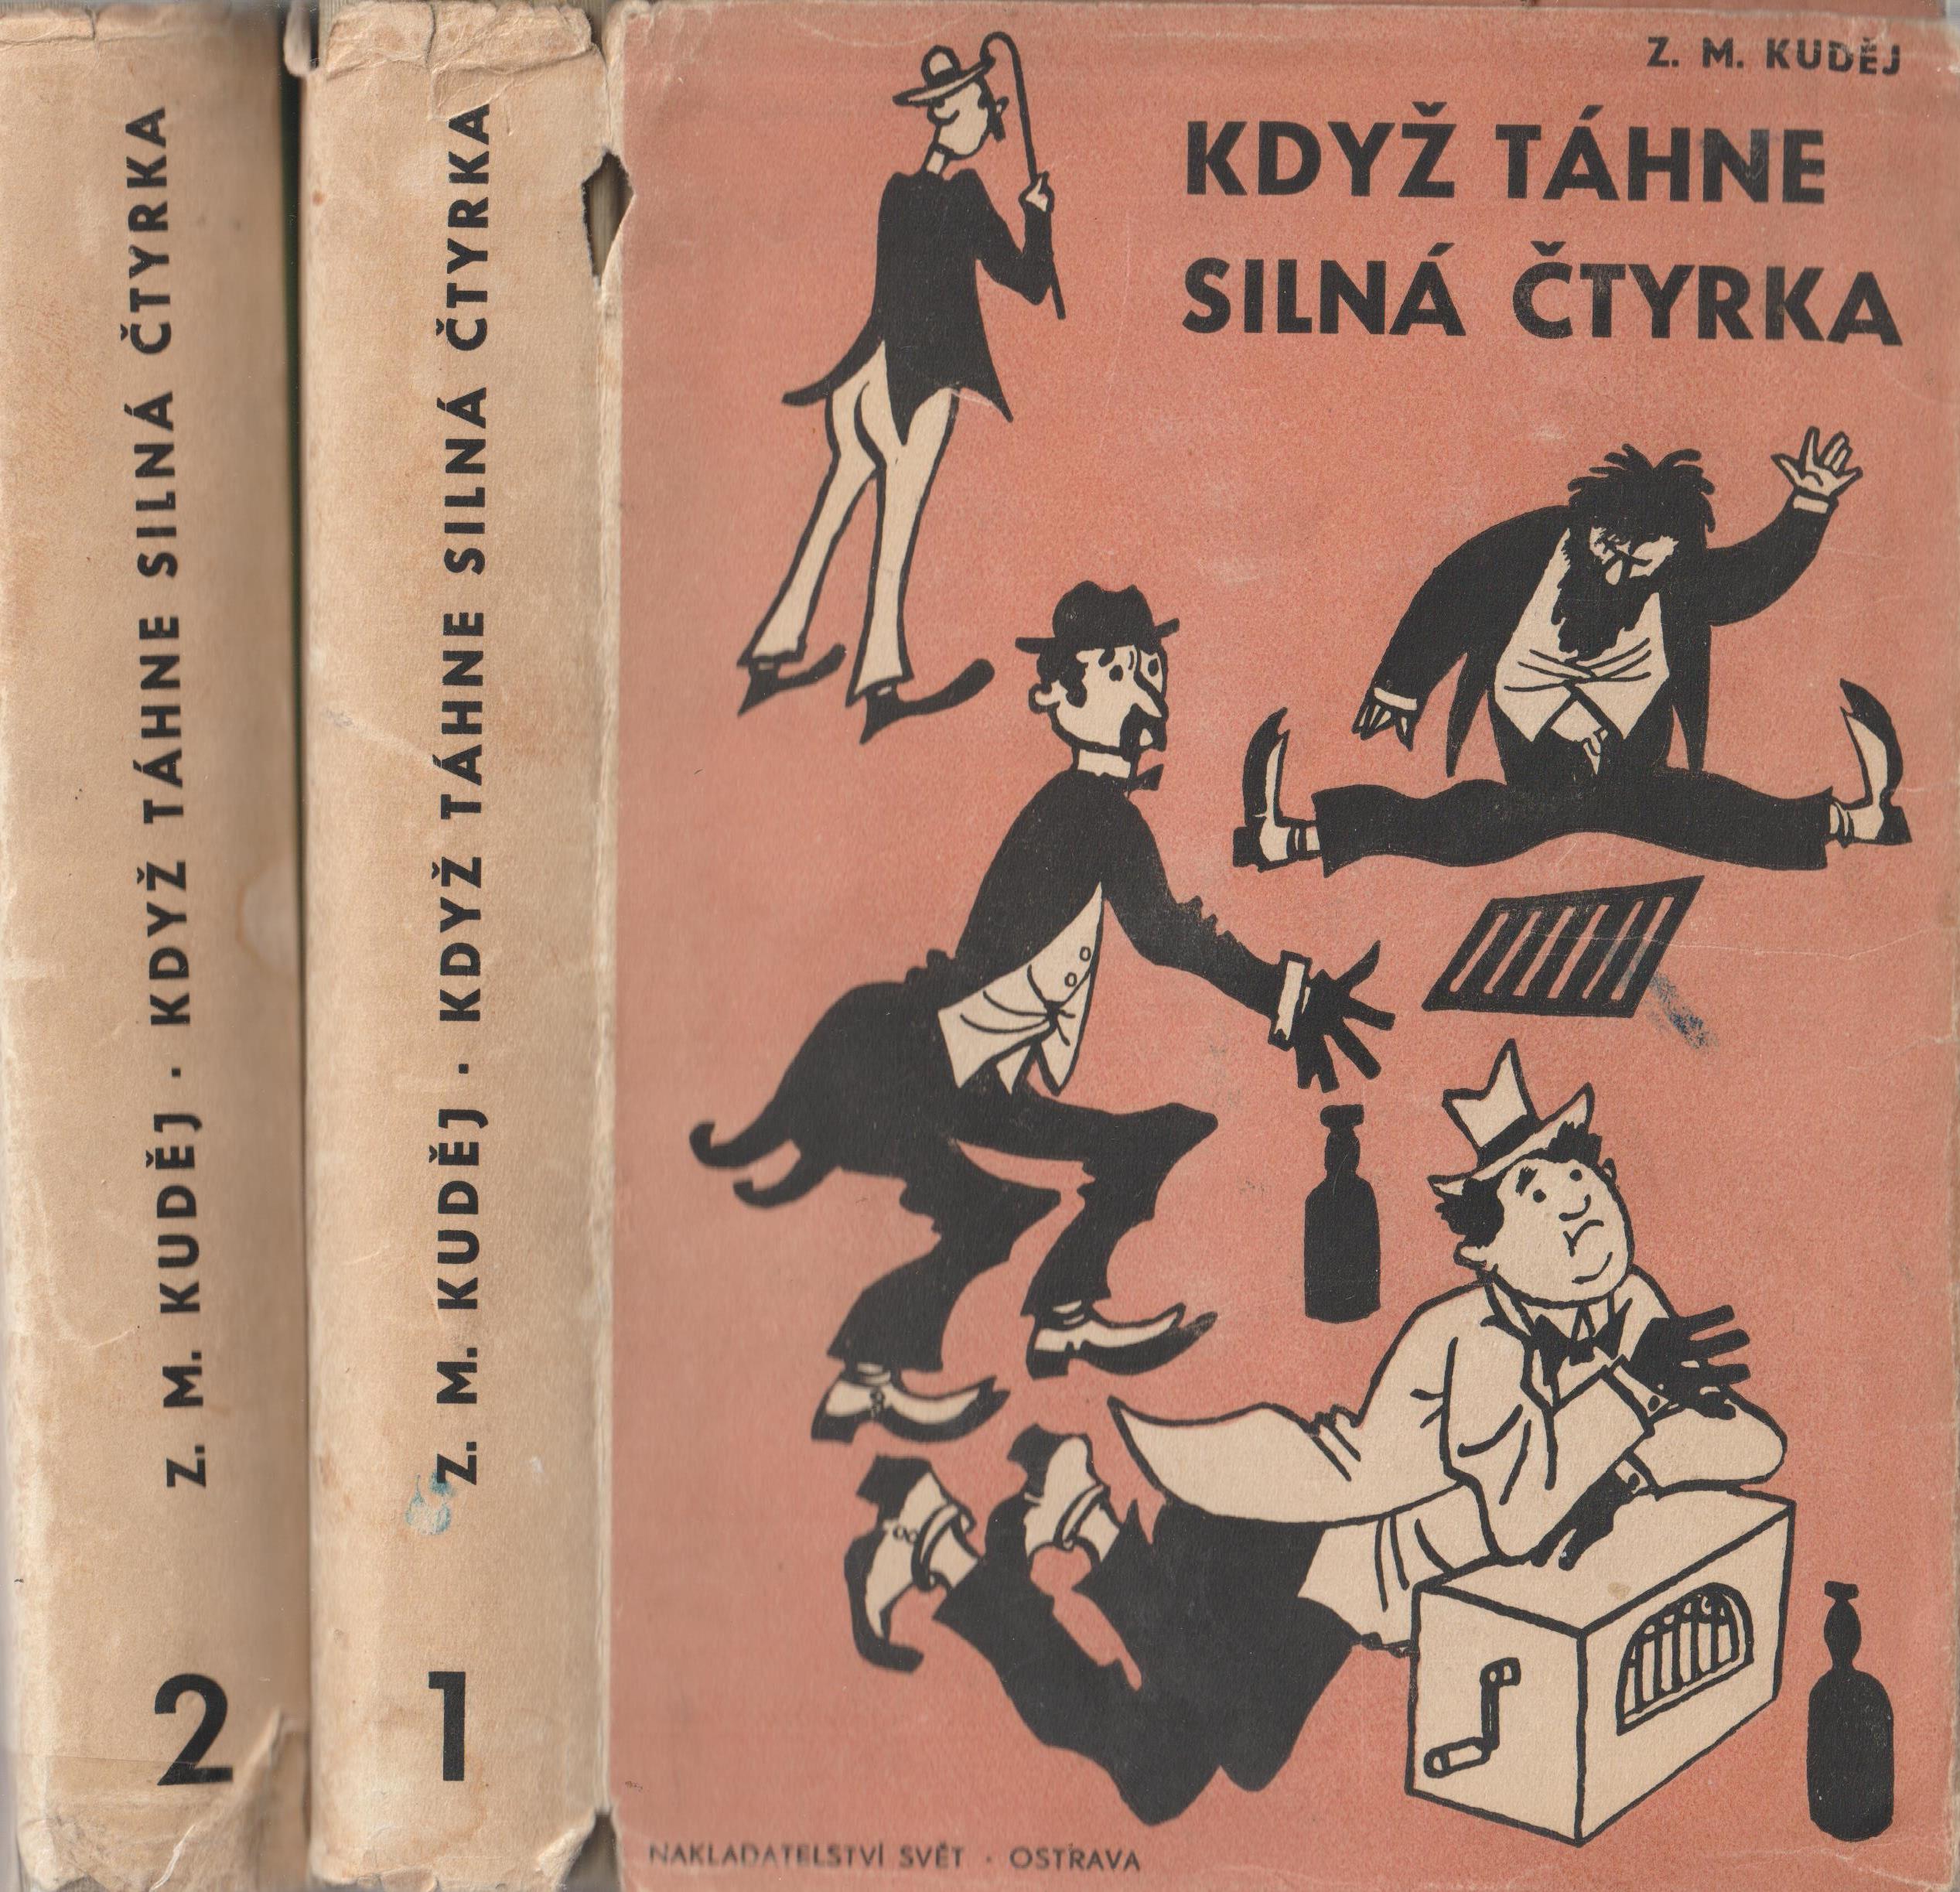 Z. M. KUDĚJ · KDYŽ TÁHNE SILNÁ ČTYRKA
2
Z. M. KUDĚJ · KDYŽ TÁHNE SILNÁ ČTYRKA
1
Z. M. KUDĚJ
KDYŽ TÁHNE
SILNÁ ČTYRKA
NAKLADATELSTVÍ SVĚT · OSTRAVA